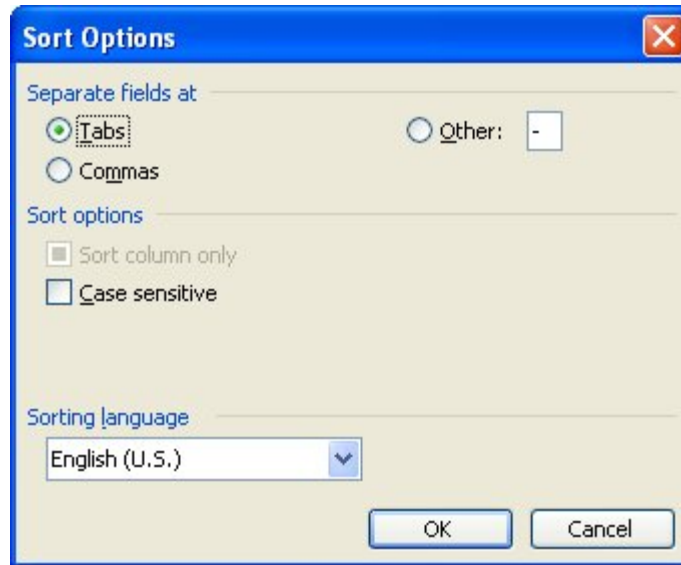 Sort Options
Separate fields at
Tabs
Other: -
Commas
Sort options
Sort column only
Case sensitive
Sorting language
English (U.S.)
OK Cancel